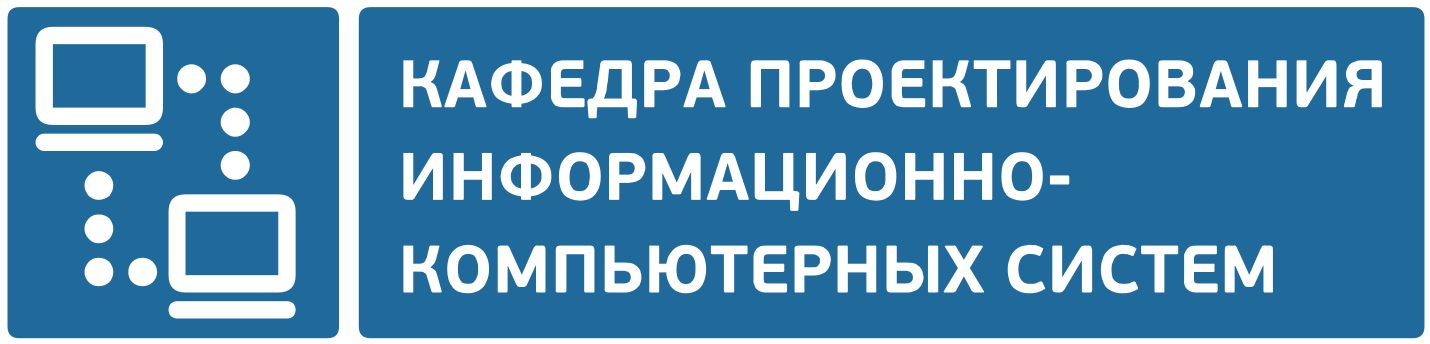 КАФЕДРА ПРОЕКТИРОВАНИЯ
ИНФОРМАЦИОННО-
КОМПЬЮТЕРНЫХ СИСТЕМ